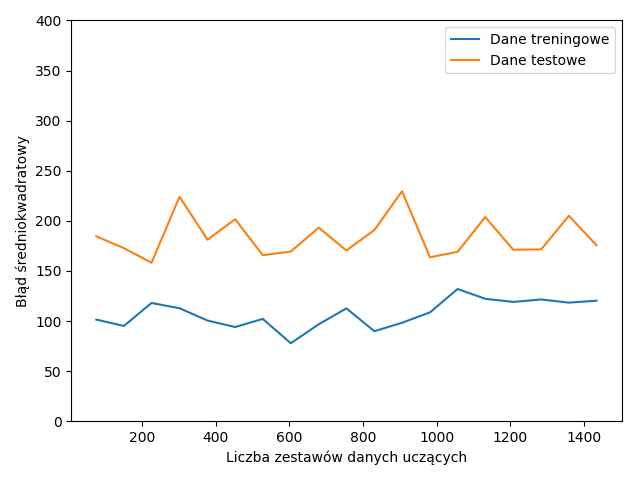 400
350
300
250
200
150
100
50
0
Błąd średniokwadratowy
Dane treningowe
Dane testowe
200 400 600 800 1000 1200 1400
Liczba zestawów danych uczących